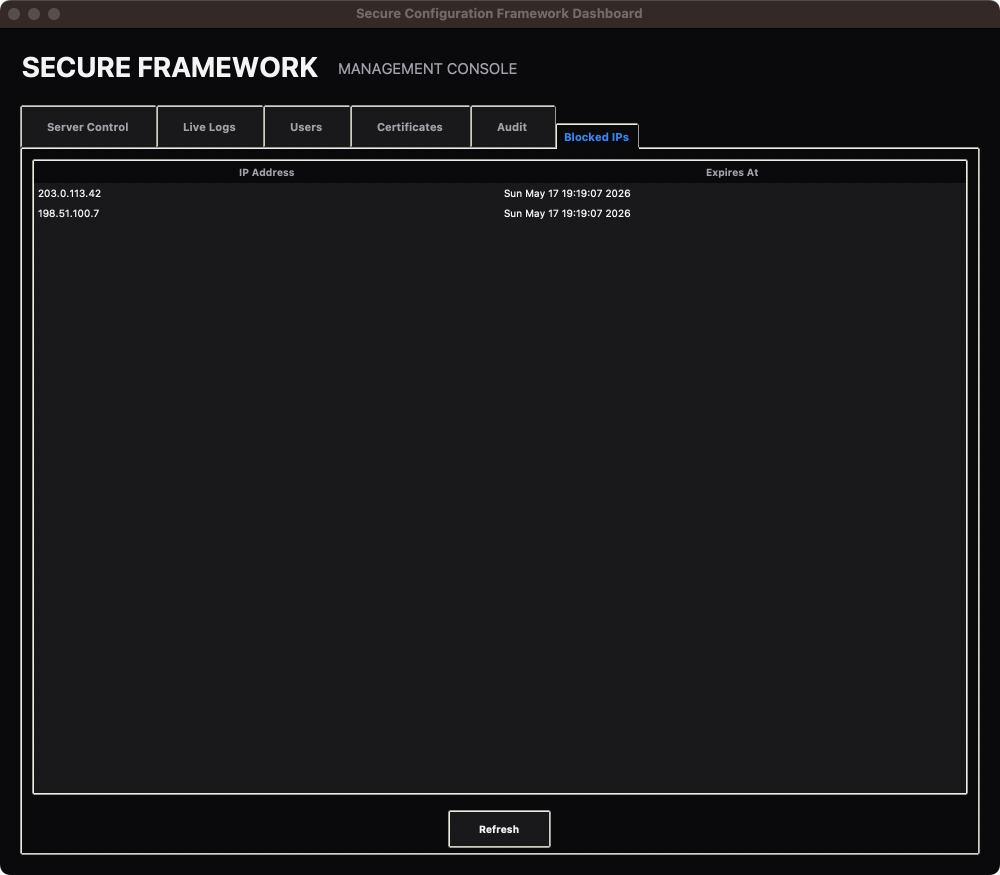 Secure Configuration Framework Dashboard
SECURE FRAMEWORK MANAGEMENT CONSOLE
Server Control Live Logs Users Certificates Audit Blocked IPs
IP Address Expires At
203.0.113.42 Sun May 17 19:19:07 2026
198.51.100.7 Sun May 17 19:19:07 2026
Refresh